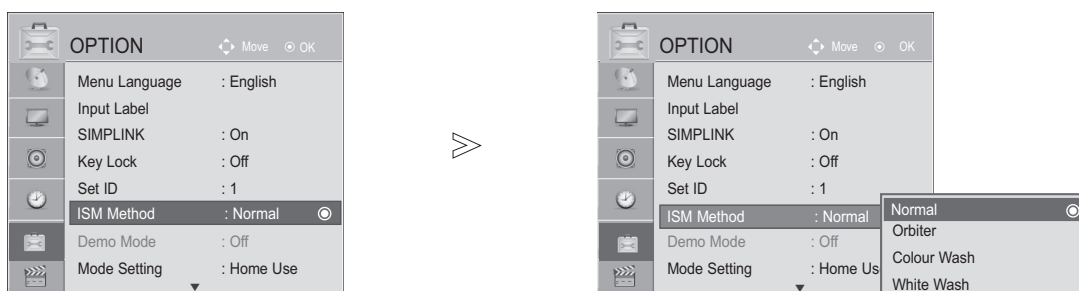 OPTION Move OK
Menu Language : English
Input Label
SIMPLINK : On
Key Lock : Off
Set ID : 1
ISM Method : Normal
Demo Mode : Off
Mode Setting : Home Use
OPTION Move OK
Menu Language : English
Input Label
SIMPLINK : On
Key Lock : Off
Set ID : 1
ISM Method : Normal
Demo Mode : Off
Mode Setting : Home Us
Normal
Orbiter
Colour Wash
White Wash